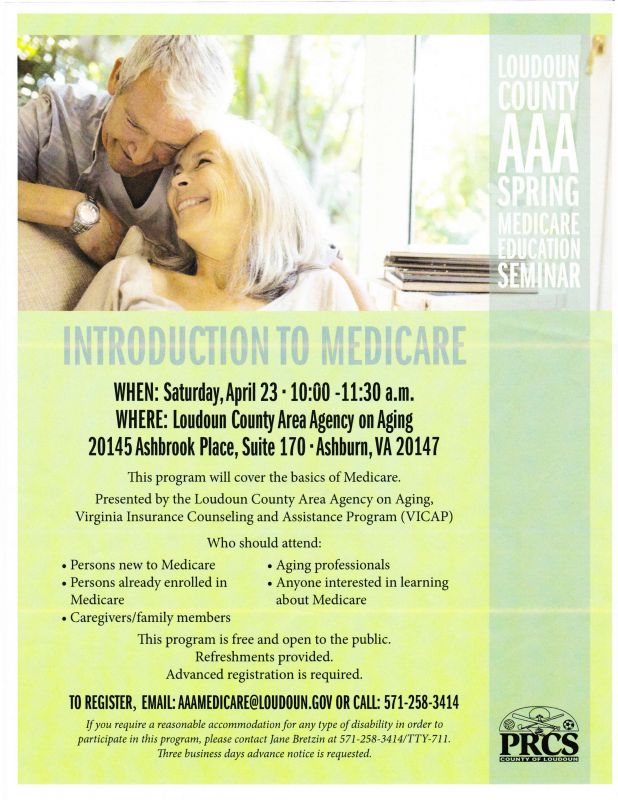 LOUDOUN
COUNTY
AAA
SPRING
MEDICARE
EDUCATION
SEMINAR
INTRODUCTION TO MEDICARE
WHEN: Saturday, April 23 · 10:00 -11:30 a.m.
WHERE: Loudoun County Area Agency on Aging
20145 Ashbrook Place, Suite 170 · Ashburn, VA 20147
This program will cover the basics of Medicare.
Presented by the Loudoun County Area Agency on Aging,
Virginia Insurance Counseling and Assistance Program (VICAP)
Who should attend:
• Persons new to Medicare
• Persons already enrolled in
Medicare
• Caregivers/family members
• Aging professionals
• Anyone interested in learning
about Medicare
This program is free and open to the public.
Refreshments provided.
Advanced registration is required.
TO REGISTER, EMAIL: AAAMEDICARE@LOUDOUN.GOV OR CALL: 571-258-3414
If you require a reasonable accommodation for any type of disability in order to
participate in this program, please contact Jane Bretzin at 571-258-3414/TTY-711.
Three business days advance notice is requested.
PRCS
COUNTY OF LOUDOUN